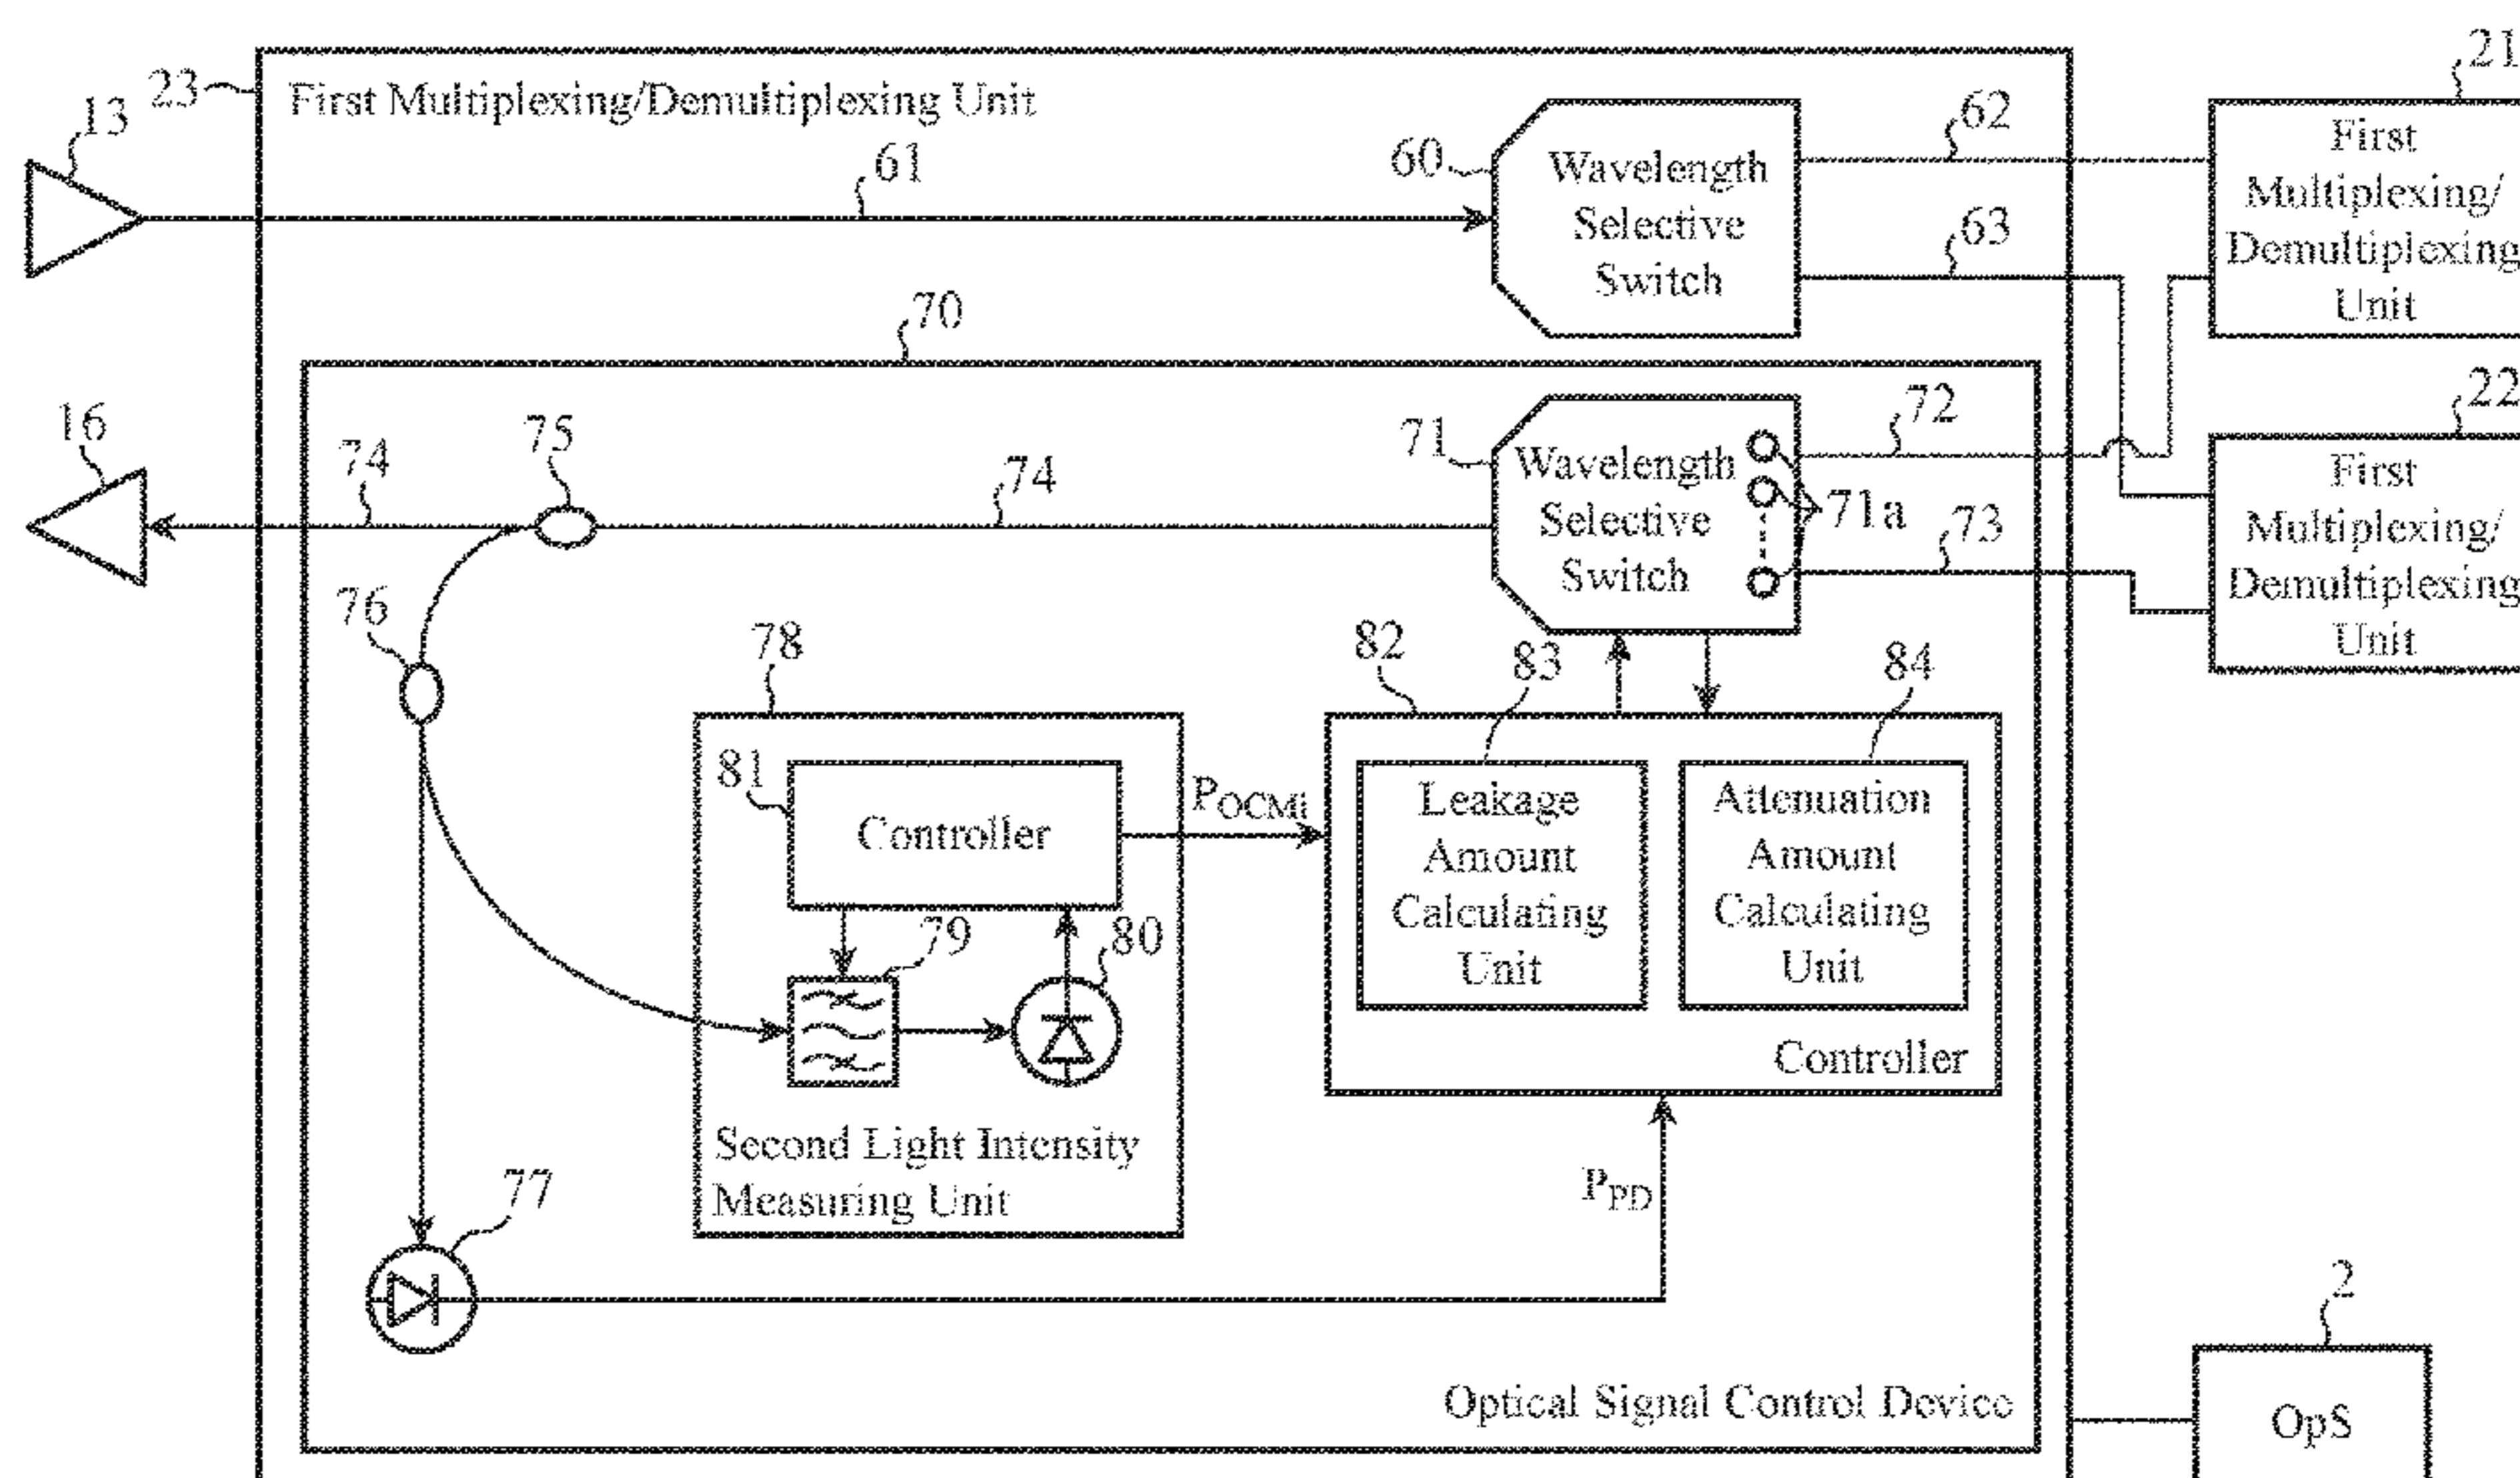 21
23
First Multiplexing/Demultiplexing Unit
13
62
61
60
Wavelength
Selective
Switch
First
Multiplexing/
Demultiplexing
Unit
63
70
22
16
74
75
74
71
Wavelength
Selective
Switch
72
71a
73
First
Multiplexing/
Demultiplexing
Unit
76
78
82
83
84
81
Controller
POCMi
Leakage
Amount
Calculating
Unit
Attenuation
Amount
Calculating
Unit
79
80
Controller
Second Light Intensity
Measuring Unit
77
PPD
2
Optical Signal Control Device
OpS